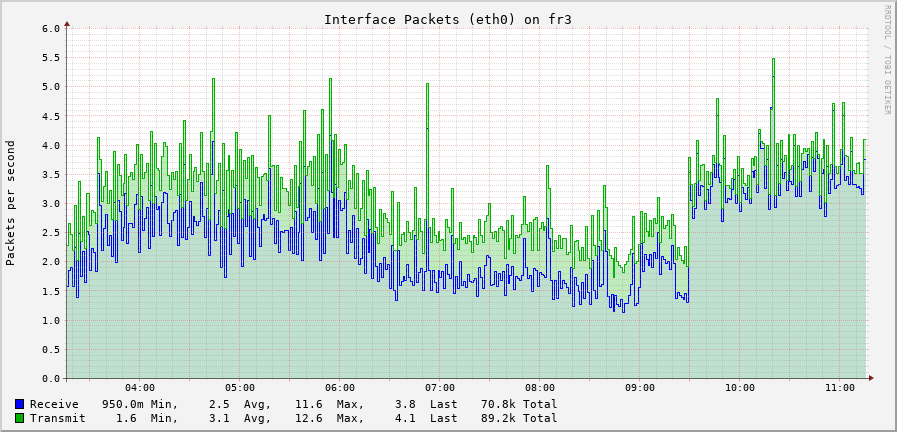 Interface Packets (eth0) on fr3
RRDTOOL / TOBI OETIKER
Packets per second
6.0
5.5
5.0
4.5
4.0
3.5
3.0
2.5
2.0
1.5
1.0
0.5
0.0
04:00 05:00 06:00 07:00 08:00 09:00 10:00 11:00
Receive 950.0m Min, 2.5 Avg, 11.6 Max, 3.8 Last 70.8k Total
Transmit 1.6 Min, 3.1 Avg, 12.6 Max, 4.1 Last 89.2k Total